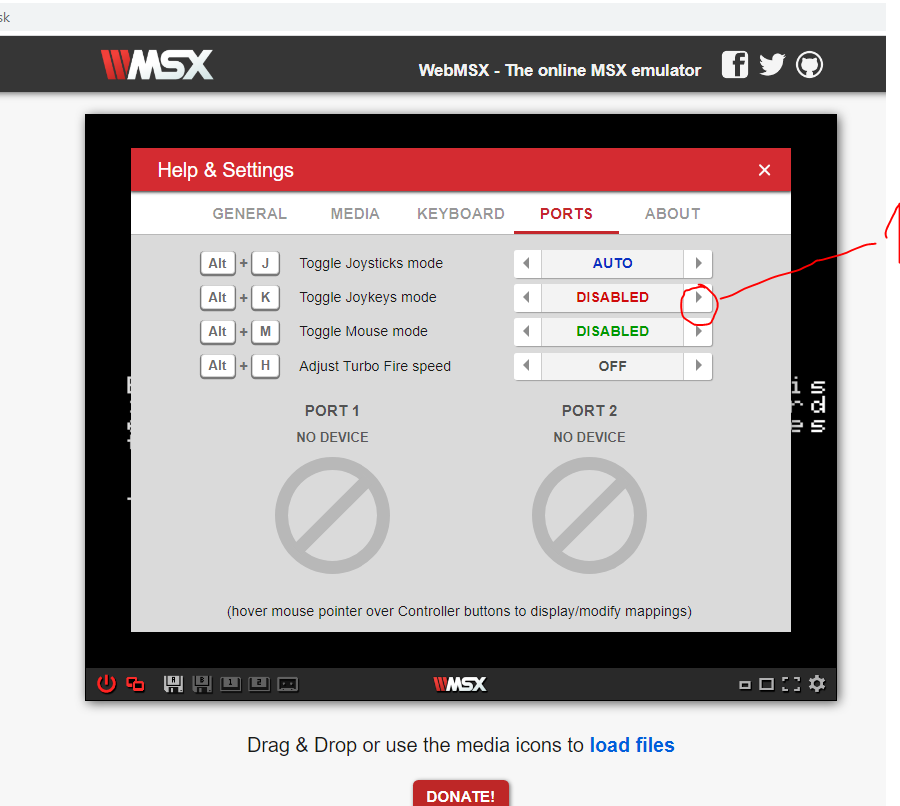 sk
MSX
WebMSX - The online MSX emulator
Help & Settings
GENERAL MEDIA KEYBOARD PORTS ABOUT
Alt + J Toggle Joysticks mode AUTO
Alt + K Toggle Joykeys mode DISABLED
Alt + M Toggle Mouse mode DISABLED
Alt + H Adjust Turbo Fire speed OFF
PORT 1 PORT 2
NO DEVICE NO DEVICE
(hover mouse pointer over Controller buttons to display/modify mappings)
A B 1 2 MSX
Drag & Drop or use the media icons to load files
DONATE!